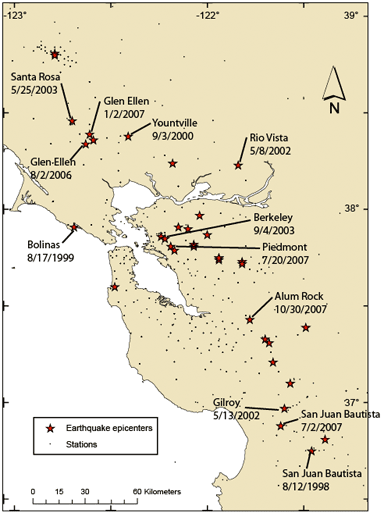 -123° -122° 39°
Santa Rosa
5/25/2003
Glen Ellen
1/2/2007
Yountville
9/3/2000
N
Glen-Ellen
8/2/2006
Rio Vista
5/8/2002
38°
Bolinas
8/17/1999
Berkeley
9/4/2003
Piedmont
7/20/2007
Alum Rock
10/30/2007
37°
Gilroy
5/13/2002
San Juan Bautista
7/2/2007
San Juan Bautista
8/12/1998
Earthquake epicenters
Stations
0 15 30 60 Kilometers